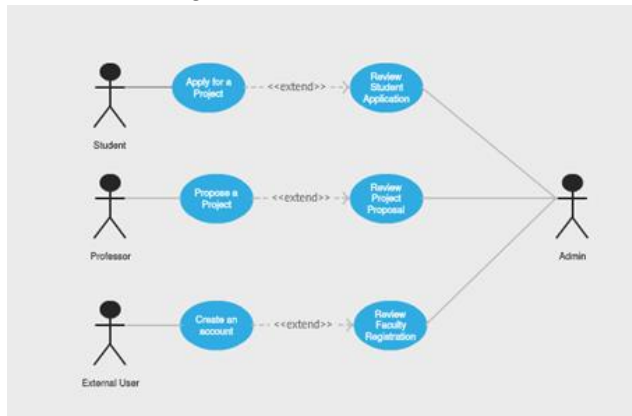 Apply for a
Project
<<extend>>
Review
Student
Application
Student
Propose a
Project
<<extend>>
Review
Project
Proposal
Professor
Admin
Create an
account
<<extend>>
Review
Faculty
Registration
External User